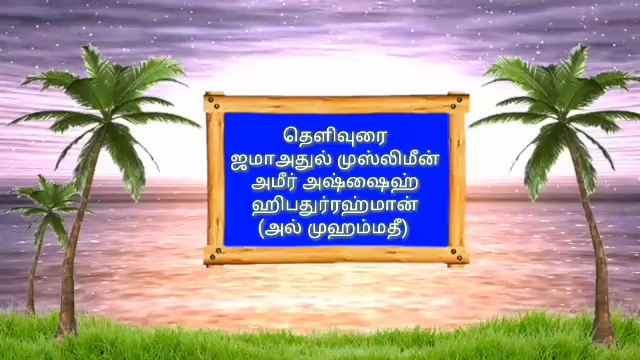 தெளிவுரை
ஜமாஅதுல் முஸ்லிமீன்
அமீர் அஷ்ஷைஹ்
ஹிபதுர்ரஹ்மான்
(அல் முஹம்மதீ)